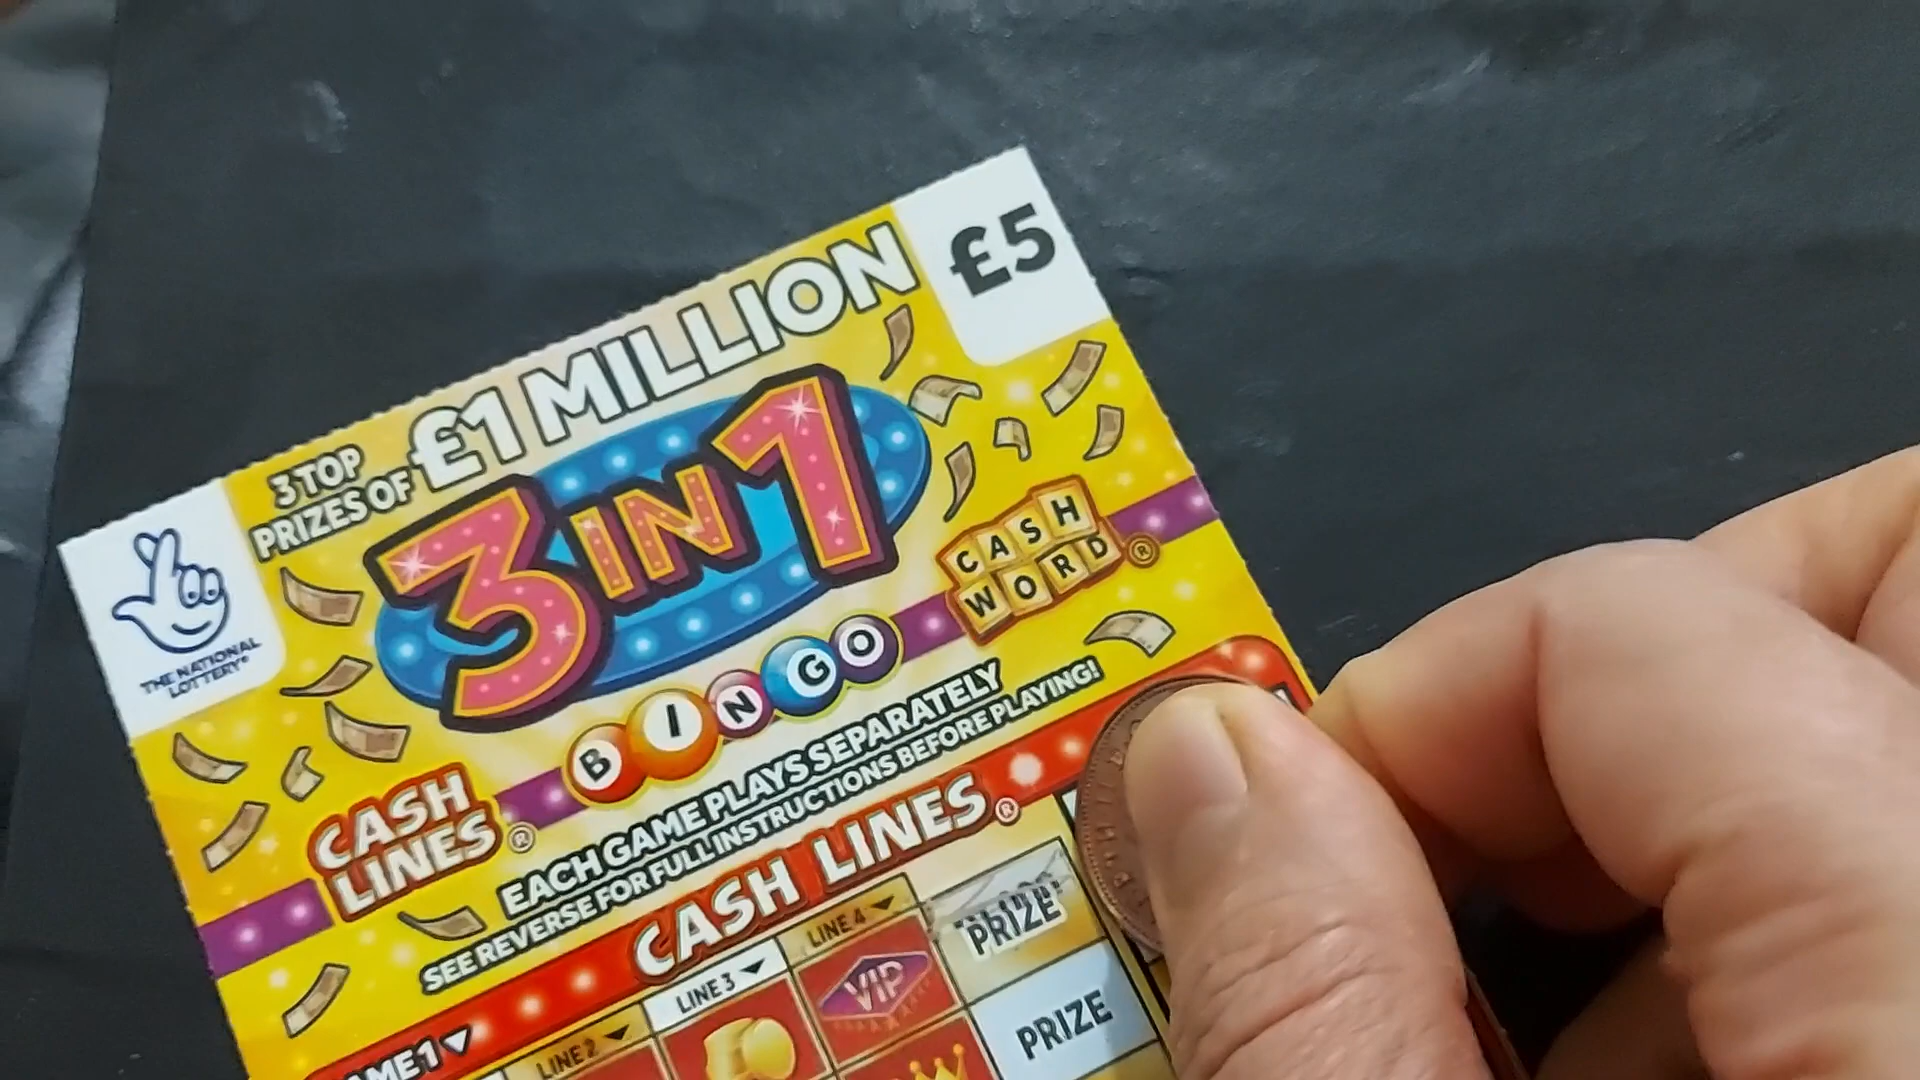 £5
3 TOP
PRIZES OF £1 MILLION
3 IN 1
THE NATIONAL
LOTTERY®
CASH
WORD®
BINGO
CASH
LINES®
EACH GAME PLAYS SEPARATELY
SEE REVERSE FOR FULL INSTRUCTIONS BEFORE PLAYING!
CASH LINES®
GAME 1
LINE 2
LINE 3
LINE 4
PRIZE
VIP
PRIZE